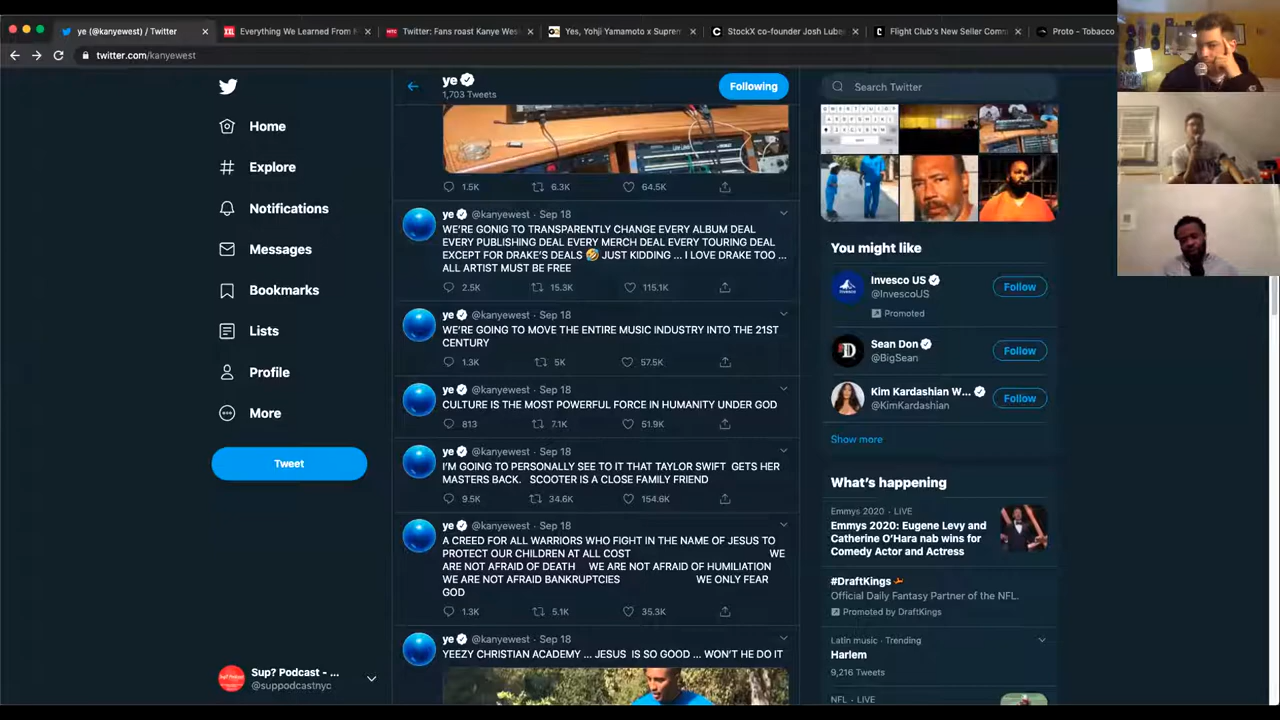 ye (@kanyewest) / Twitter
Everything We Learned From
Twitter: Fans roast Kanye Wes
Yes, Yohji Yamamoto x Suprem
StockX co-founder Josh Lube
Flight Club's New Seller Com
Proto - Tobacco
twitter.com/kanyewest
Home
Explore
Notifications
Messages
Bookmarks
Lists
Profile
More
Tweet
Sup? Podcast - ...
@suppodcastnyc
ye
1,703 Tweets
Following
1.5K 6.3K 64.5K
ye @kanyewest · Sep 18
WE'RE GONIG TO TRANSPARENTLY CHANGE EVERY ALBUM DEAL
EVERY PUBLISHING DEAL EVERY MERCH DEAL EVERY TOURING DEAL
EXCEPT FOR DRAKE'S DEALS 🤣 JUST KIDDING ... I LOVE DRAKE TOO ...
ALL ARTIST MUST BE FREE
2.5K 15.3K 115.1K
ye @kanyewest · Sep 18
WE'RE GOING TO MOVE THE ENTIRE MUSIC INDUSTRY INTO THE 21ST
CENTURY
1.3K 5K 57.5K
ye @kanyewest · Sep 18
CULTURE IS THE MOST POWERFUL FORCE IN HUMANITY UNDER GOD
813 7.1K 51.9K
ye @kanyewest · Sep 18
I'M GOING TO PERSONALLY SEE TO IT THAT TAYLOR SWIFT GETS HER
MASTERS BACK. SCOOTER IS A CLOSE FAMILY FRIEND
9.5K 34.6K 154.6K
ye @kanyewest · Sep 18
A CREED FOR ALL WARRIORS WHO FIGHT IN THE NAME OF JESUS TO
PROTECT OUR CHILDREN AT ALL COST WE
ARE NOT AFRAID OF DEATH WE ARE NOT AFRAID OF HUMILIATION
WE ARE NOT AFRAID BANKRUPTCIES WE ONLY FEAR
GOD
1.3K 5.1K 35.3K
ye @kanyewest · Sep 18
YEEZY CHRISTIAN ACADEMY ... JESUS IS SO GOOD ... WON'T HE DO IT
Search Twitter
You might like
Invesco US
@InvescoUS
Follow
Promoted
Sean Don
@BigSean
Follow
Kim Kardashian W...
@KimKardashian
Follow
Show more
What's happening
Emmys 2020 · LIVE
Emmys 2020: Eugene Levy and
Catherine O'Hara nab wins for
Comedy Actor and Actress
#DraftKings
Official Daily Fantasy Partner of the NFL.
Promoted by DraftKings
Latin music · Trending
Harlem
9,216 Tweets
NFL · LIVE